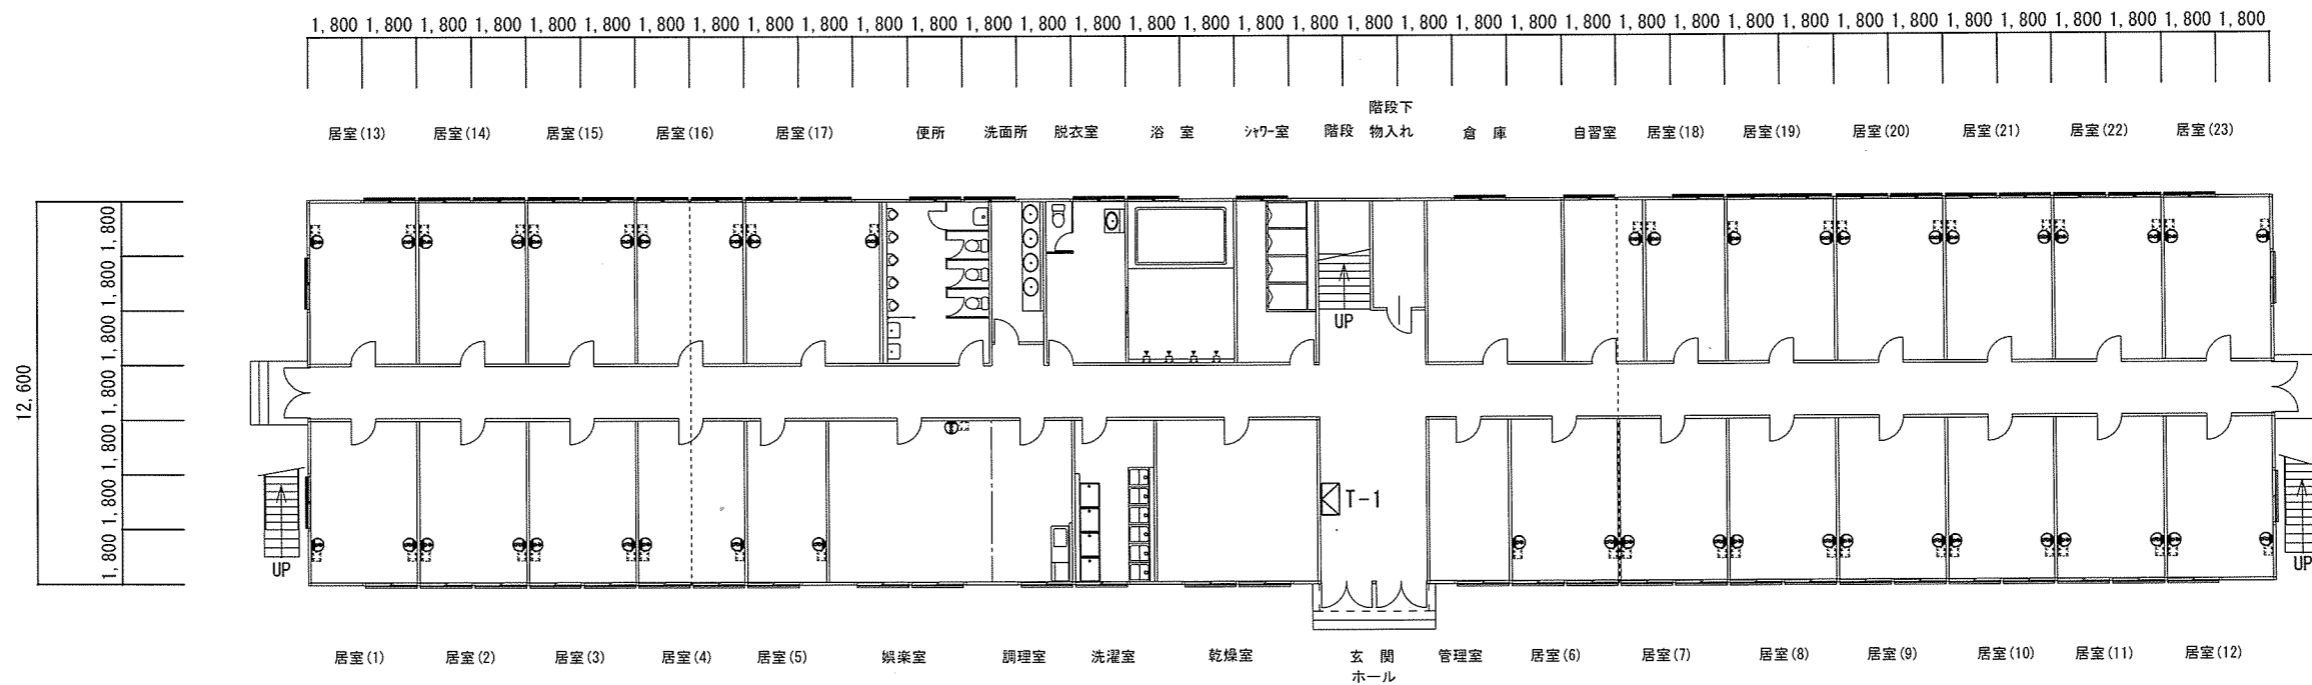 1,800 1,800 1,800 1,800 1,800 1,800 1,800 1,800 1,800 1,800 1,800 1,800 1,800 1,800 1,800 1,800 1,800 1,800 1,800 1,800 1,800 1,800 1,800 1,800 1,800 1,800 1,800 1,800 1,800 1,800 1,800 1,800 1,800 1,800 1,800 1,800
居室(13) 居室(14) 居室(15) 居室(16) 居室(17) 便所 洗面所 脱衣室 浴 室 シャワー室 階段 階段下
物入れ 倉 庫 自習室 居室(18) 居室(19) 居室(20) 居室(21) 居室(22) 居室(23)
12,600
1,800 1,800 1,800 1,800 1,800 1,800 1,800
UP
T-1
UP
UP
居室(1) 居室(2) 居室(3) 居室(4) 居室(5) 娯楽室 調理室 洗濯室 乾燥室 玄 関
ホール 管理室 居室(6) 居室(7) 居室(8) 居室(9) 居室(10) 居室(11) 居室(12)